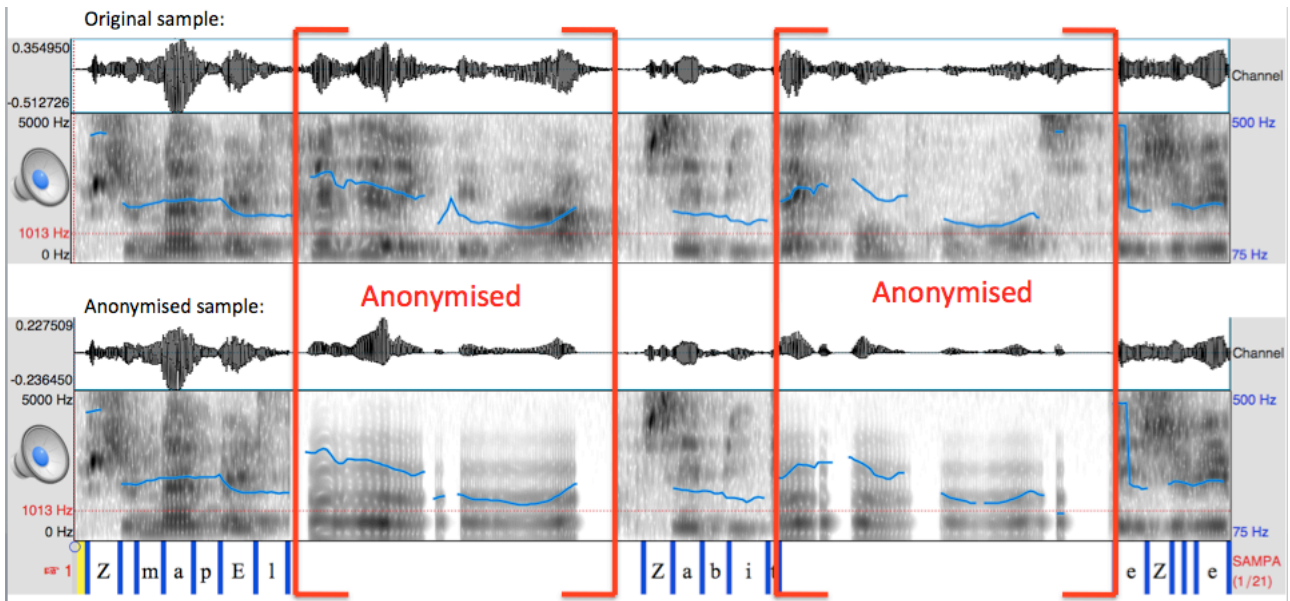 Original sample:
0.354950
-0.512726
Channel
5000 Hz
500 Hz
1013 Hz
0 Hz
75 Hz
Anonymised
Anonymised
Anonymised sample:
0.227509
-0.236450
Channel
5000 Hz
500 Hz
1013 Hz
0 Hz
75 Hz
1 Z m a p E l Z a b i t e Z e SAMPA
(1/21)